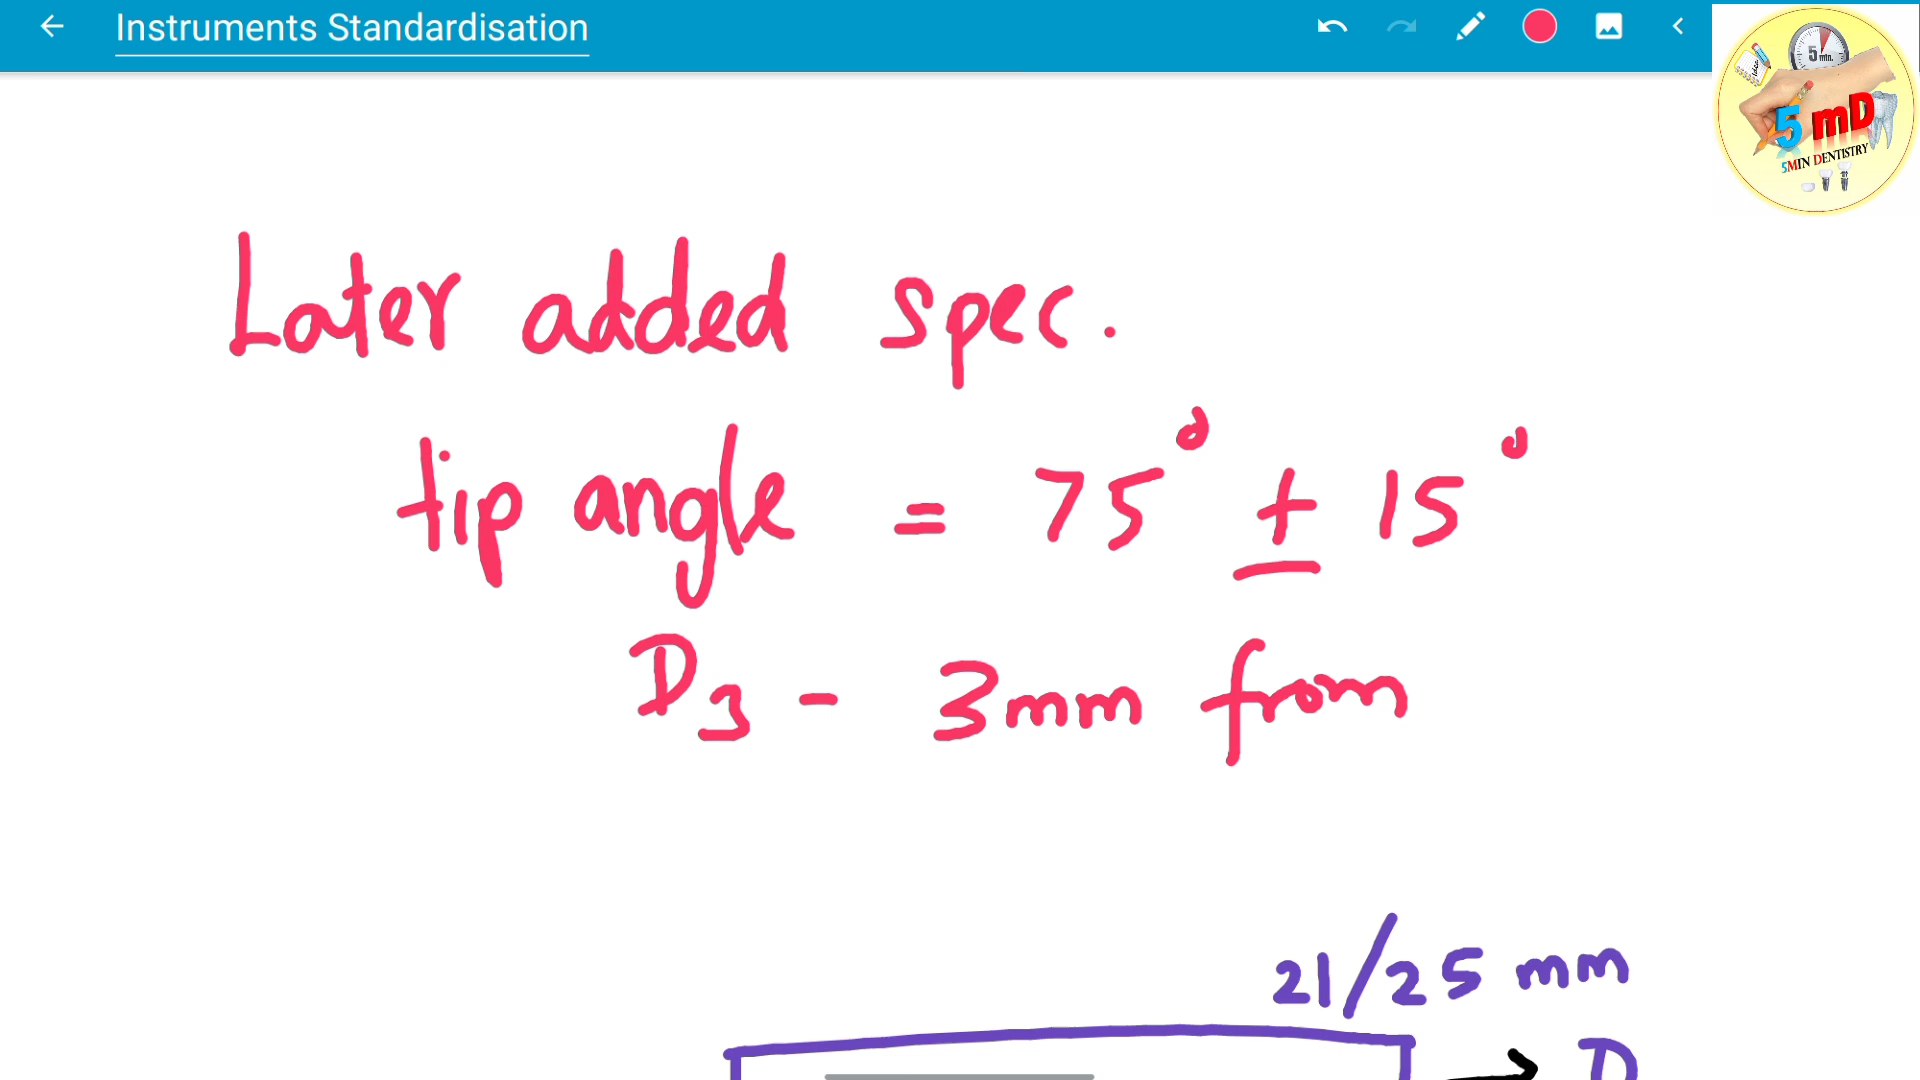 Instruments Standardisation
5 min.
Idea
5 mD
5MIN DENTISTRY
Later added spec.
tip angle = 75° ± 15°
D3 - 3mm from
21/25 mm
D